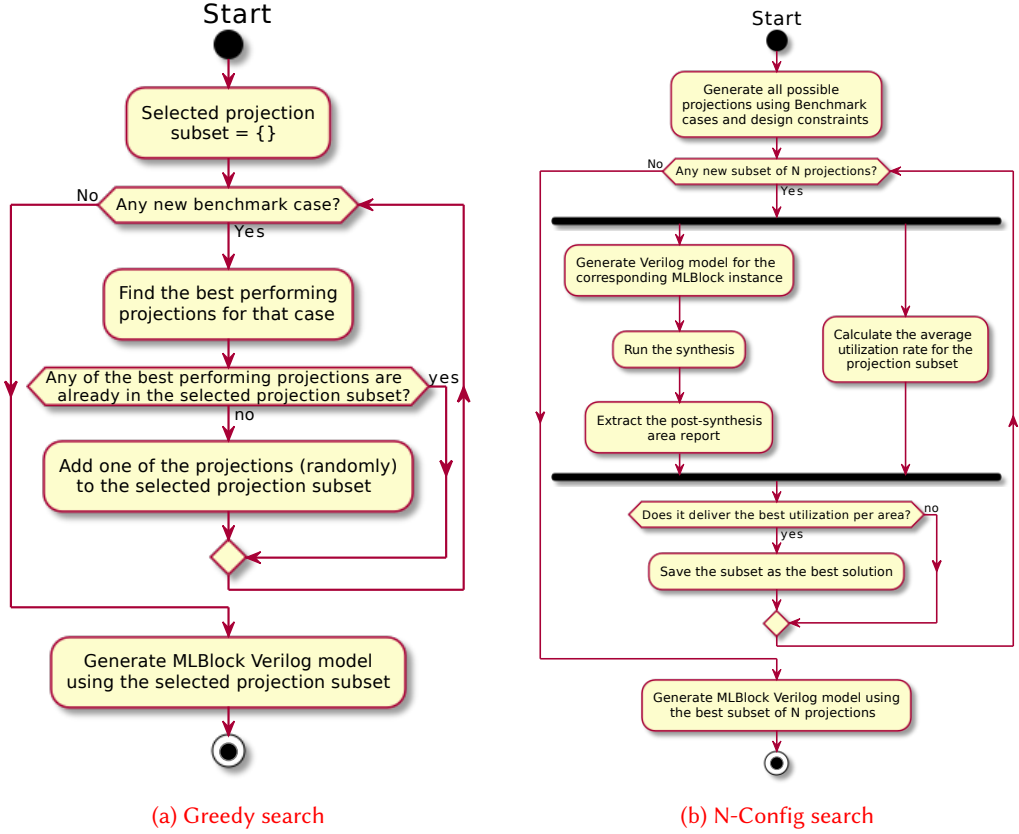 Start
Selected projection
subset = {}
Any new benchmark case?
No
Yes
Find the best performing
projections for that case
Any of the best performing projections are
already in the selected projection subset?
yes
no
Add one of the projections (randomly)
to the selected projection subset
Generate MLBlock Verilog model
using the selected projection subset
(a) Greedy search
Start
Generate all possible
projections using Benchmark
cases and design constraints
No
Any new subset of N projections?
Yes
Generate Verilog model for the
corresponding MLBlock instance
Run the synthesis
Extract the post-synthesis
area report
Calculate the average
utilization rate for the
projection subset
Does it deliver the best utilization per area?
no
yes
Save the subset as the best solution
Generate MLBlock Verilog model using
the best subset of N projections
(b) N-Config search